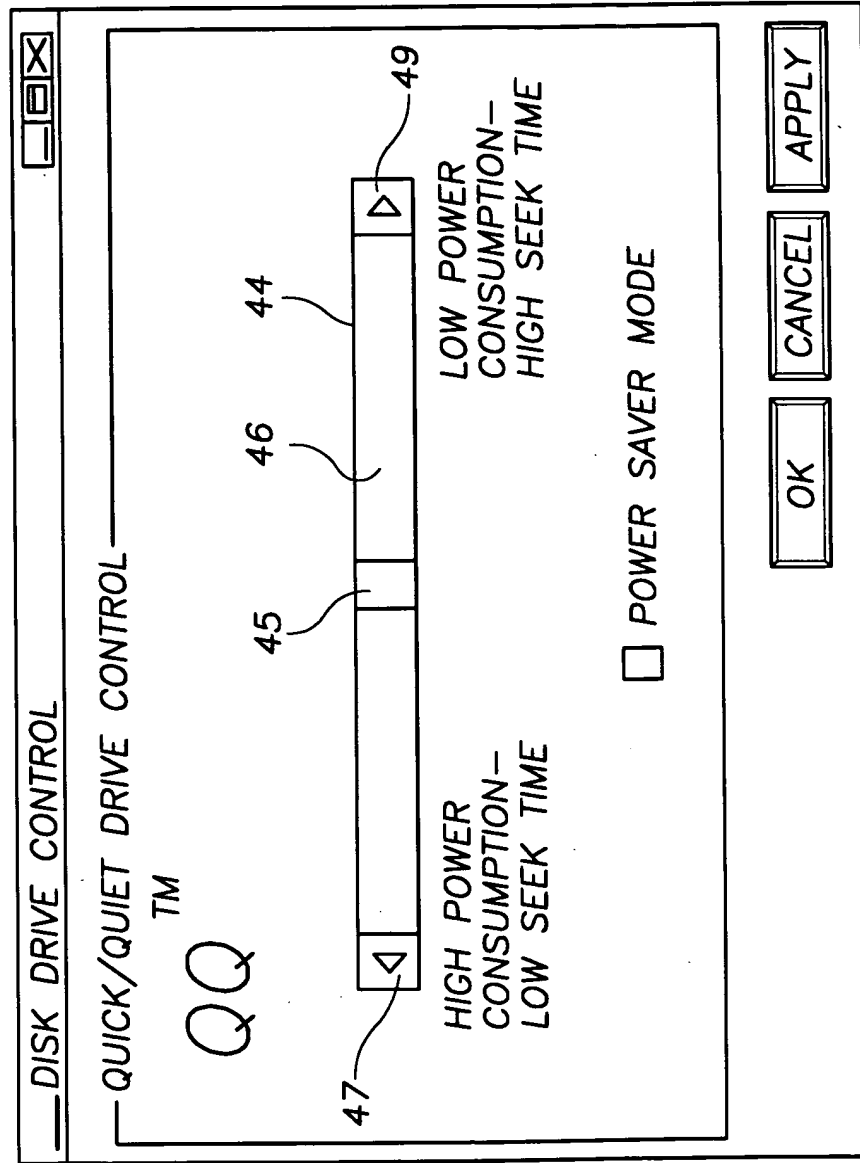 DISK DRIVE CONTROL
QUICK/QUIET DRIVE CONTROL
QQ TM
44
46
45
47
49
HIGH POWER
CONSUMPTION-
LOW SEEK TIME
LOW POWER
CONSUMPTION-
HIGH SEEK TIME
POWER SAVER MODE
OK
CANCEL
APPLY